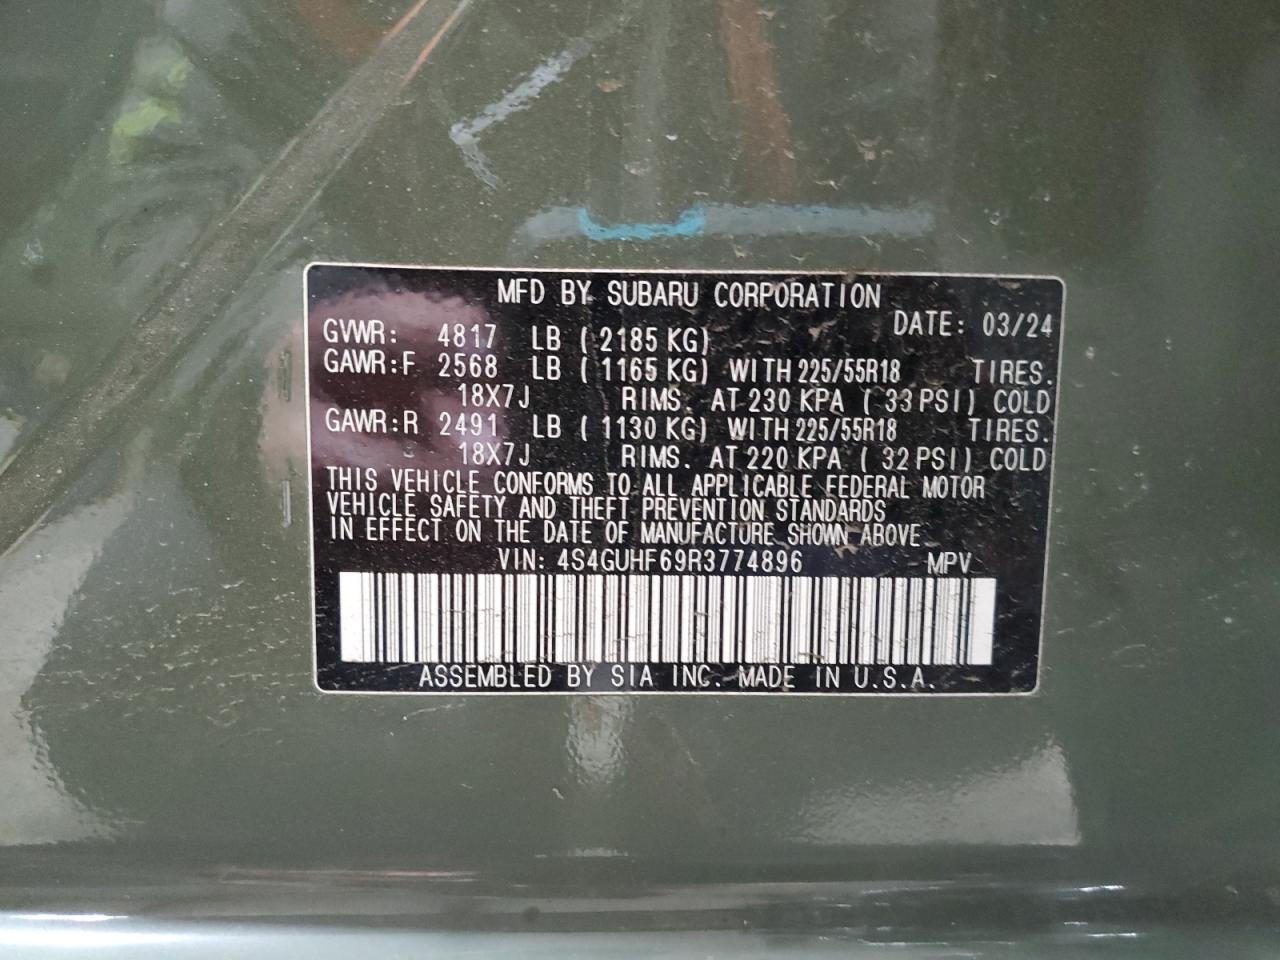 MFD BY SUBARU CORPORATION
DATE: 03/24
GVWR: 4817 LB ( 2185 KG)
GAWR:F 2568 LB ( 1165 KG) WITH 225/55R18 TIRES.
18X7J RIMS. AT 230 KPA ( 33 PSI) COLD
GAWR:R 2491 LB ( 1130 KG) WITH 225/55R18 TIRES.
18X7J RIMS. AT 220 KPA ( 32 PSI) COLD
THIS VEHICLE CONFORMS TO ALL APPLICABLE FEDERAL MOTOR
VEHICLE SAFETY AND THEFT PREVENTION STANDARDS
IN EFFECT ON THE DATE OF MANUFACTURE SHOWN ABOVE.
VIN: 4S4GUHF69R3774896 MPV
ASSEMBLED BY SIA INC. MADE IN U.S.A.